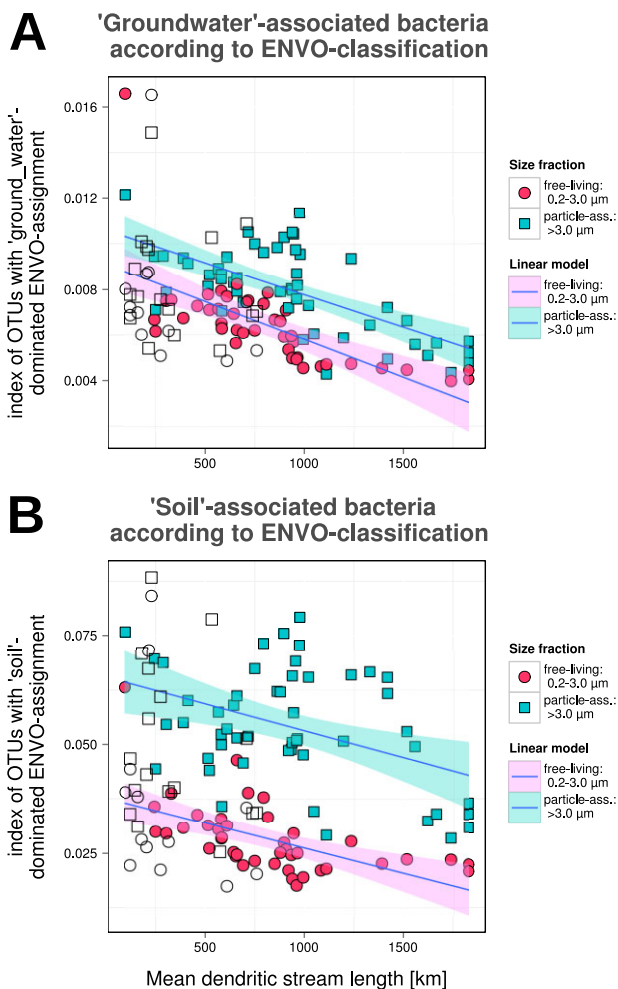 A
'Groundwater'-associated bacteria
according to ENVO-classification
index of OTUs with 'ground_water'-
dominated ENVO-assignment
0.016
0.012
0.008
0.004
500
1000
1500
Size fraction
free-living:
0.2-3.0 µm
particle-ass.:
>3.0 µm
Linear model
free-living:
0.2-3.0 µm
particle-ass.:
>3.0 µm
B
'Soil'-associated bacteria
according to ENVO-classification
index of OTUs with 'soil'-
dominated ENVO-assignment
0.075
0.050
0.025
500
1000
1500
Size fraction
free-living:
0.2-3.0 µm
particle-ass.:
>3.0 µm
Linear model
free-living:
0.2-3.0 µm
particle-ass.:
>3.0 µm
Mean dendritic stream length [km]